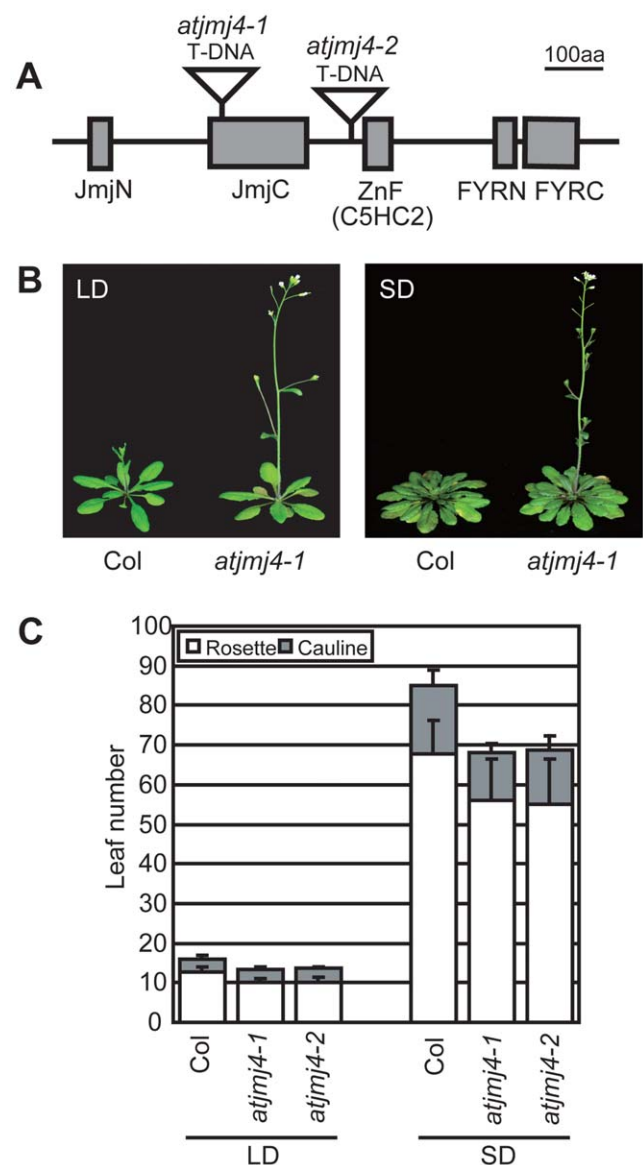 A
atjmj4-1
T-DNA
atjmj4-2
T-DNA
100aa
JmjN
JmjC
ZnF
(C5HC2)
FYRN
FYRC
B
LD
Col
atjmj4-1
SD
Col
atjmj4-1
C
Leaf number
100
90
80
70
60
50
40
30
20
10
0
Rosette
Cauline
Col
atjmj4-1
atjmj4-2
Col
atjmj4-1
atjmj4-2
LD
SD